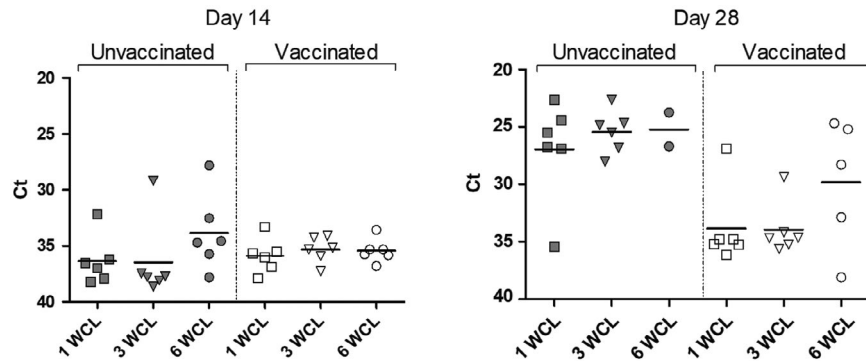 Day 14
Unvaccinated Vaccinated
20
25
30
35
40
Ct
1 WCL 3 WCL 6 WCL 1 WCL 3 WCL 6 WCL
Day 28
Unvaccinated Vaccinated
20
25
30
35
40
Ct
1 WCL 3 WCL 6 WCL 1 WCL 3 WCL 6 WCL